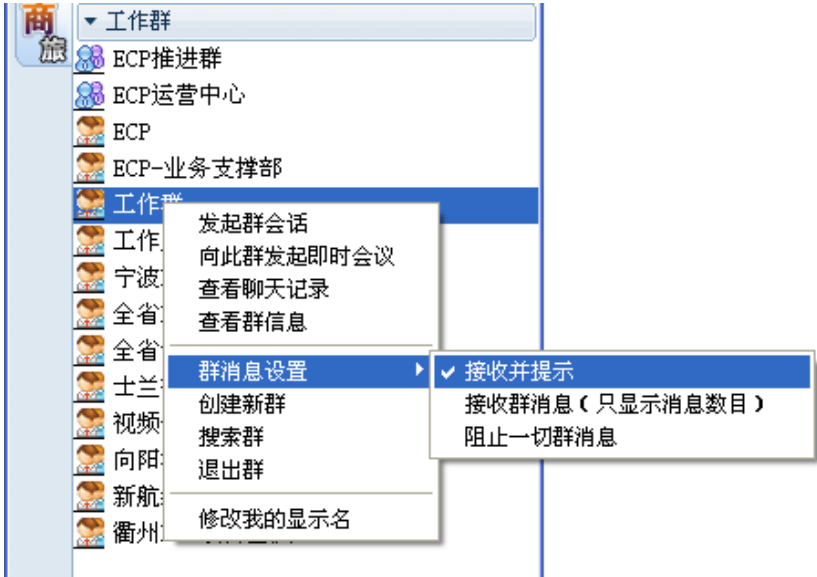 商
旅
工作群
ECP推进群
ECP运营中心
ECP
ECP-业务支撑部
工作群
工作
宁波
全省
全省
士兰
视频
向阳
新航
衢州
发起群会话
向此群发起即时会议
查看聊天记录
查看群信息
群消息设置
创建新群
搜索群
退出群
修改我的显示名
接收并提示
接收群消息(只显示消息数目)
阻止一切群消息